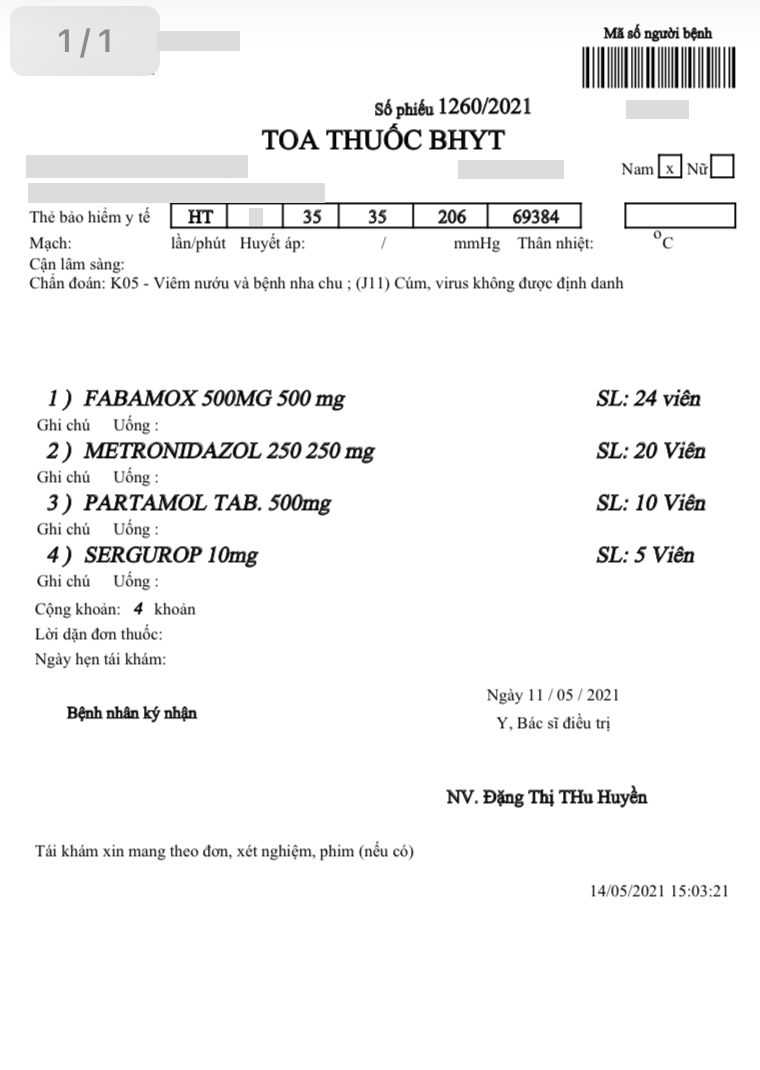 1/1
Mã số người bệnh
Số phiếu 1260/2021
TOA THUỐC BHYT
Nam x Nữ
Thẻ bảo hiểm y tế HT 35 35 206 69384
Mạch: lần/phút Huyết áp: / mmHg Thân nhiệt: °C
Cận lâm sàng:
Chẩn đoán: K05 - Viêm nướu và bệnh nha chu ; (J11) Cúm, virus không được định danh
1 ) FABAMOX 500MG 500 mg SL: 24 viên
Ghi chú Uống :
2 ) METRONIDAZOL 250 250 mg SL: 20 Viên
Ghi chú Uống :
3 ) PARTAMOL TAB. 500mg SL: 10 Viên
Ghi chú Uống :
4 ) SERGUROP 10mg SL: 5 Viên
Ghi chú Uống :
Cộng khoản: 4 khoản
Lời dặn đơn thuốc:
Ngày hẹn tái khám:
Ngày 11 / 05 / 2021
Bệnh nhân ký nhận
Y, Bác sĩ điều trị
NV. Đặng Thị THu Huyền
Tái khám xin mang theo đơn, xét nghiệm, phim (nếu có)
14/05/2021 15:03:21